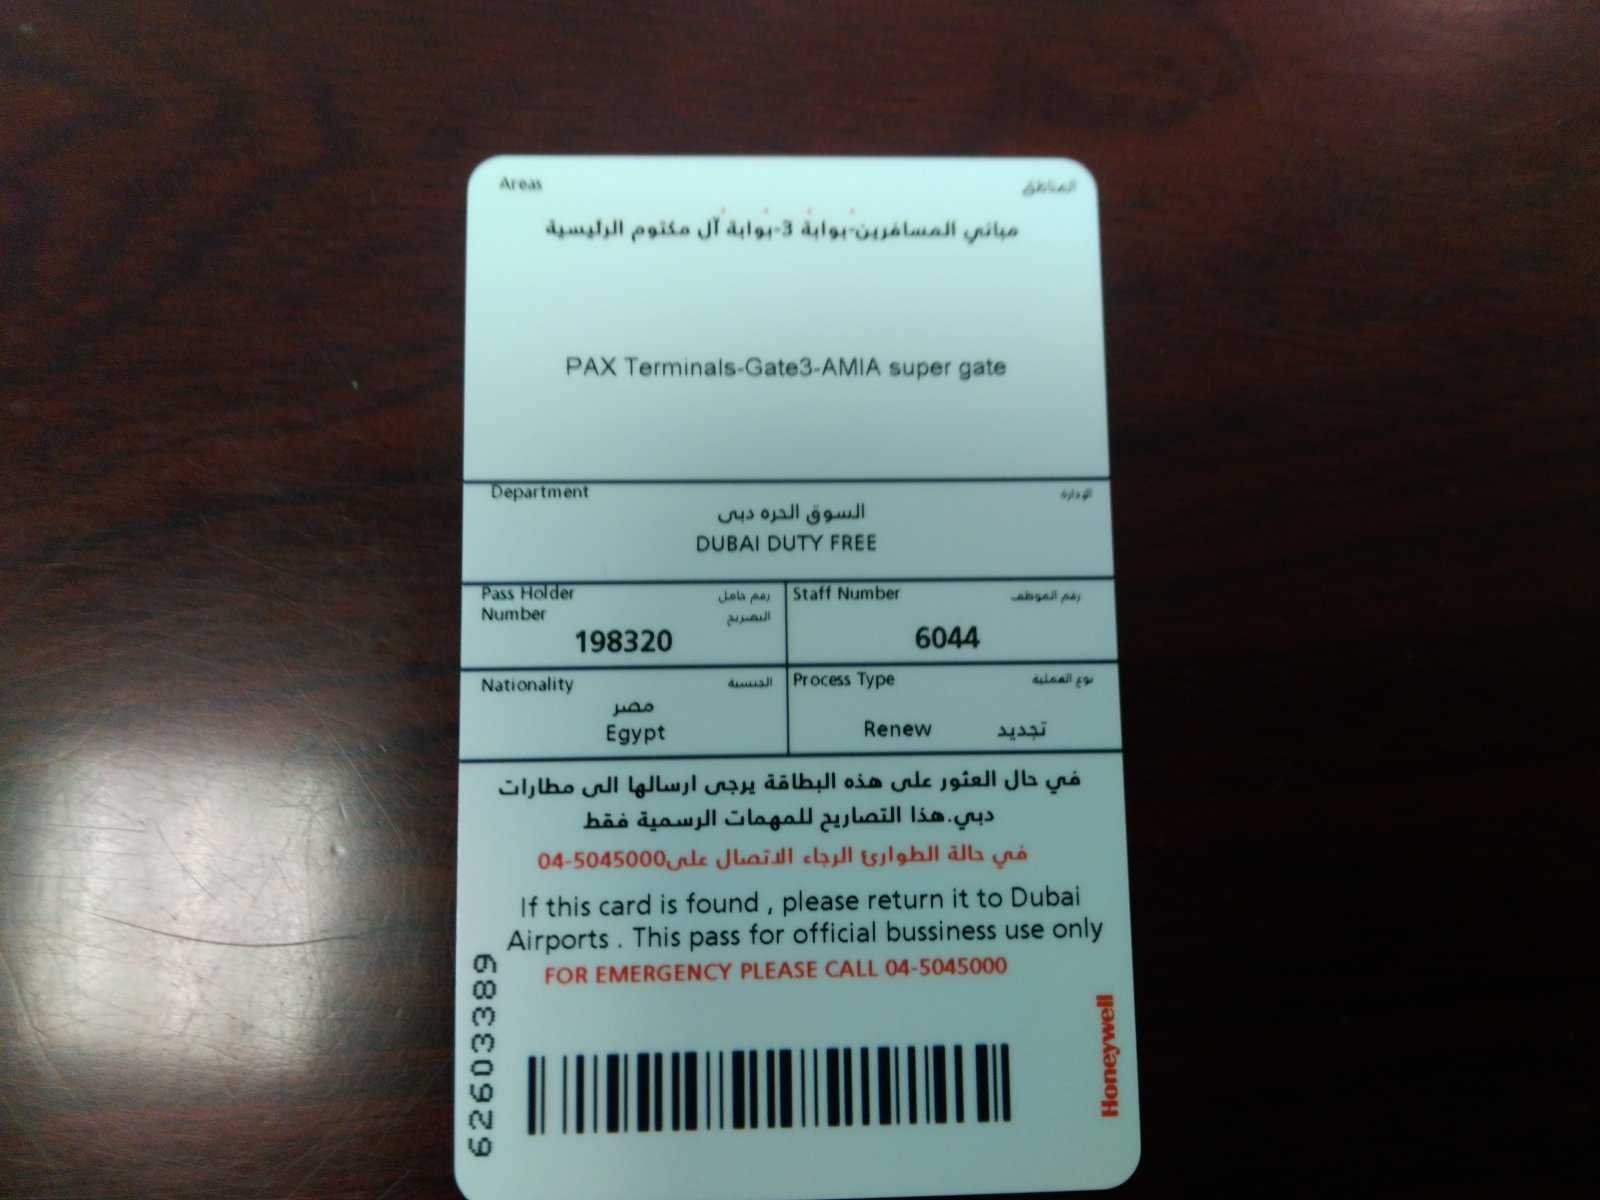 Areas المناطق
مباني المسافرين-بوابة 3-بوابة آل مكتوم الرئيسية
PAX Terminals-Gate3-AMIA super gate
Department الإدارة
السوق الحره دبى
DUBAI DUTY FREE
Pass Holder Number رقم حامل التصريح
198320
Staff Number رقم الموظف
6044
Nationality الجنسية
مصر
Egypt
Process Type نوع العملية
Renew تجديد
في حال العثور على هذه البطاقة يرجى ارسالها الى مطارات
دبي.هذا التصاريح للمهمات الرسمية فقط
في حالة الطوارئ الرجاء الاتصال على04-5045000
If this card is found , please return it to Dubai
Airports . This pass for official bussiness use only
FOR EMERGENCY PLEASE CALL 04-5045000
62603389
Honeywell